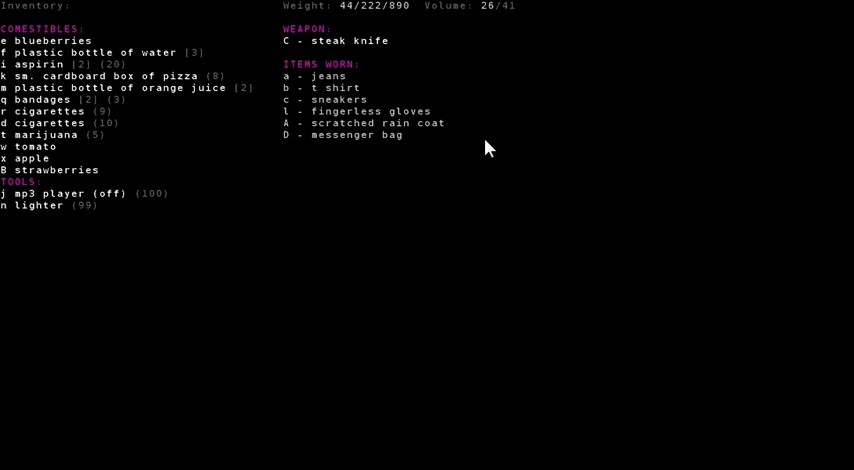 Inventory:
Weight: 44/222/890 Volume: 26/41
COMESTIBLES:
e blueberries
f plastic bottle of water [3]
i aspirin [2] (20)
k sm. cardboard box of pizza (8)
m plastic bottle of orange juice [2]
q bandages [2] (3)
r cigarettes (9)
d cigarettes (10)
t marijuana (5)
w tomato
x apple
B strawberries
TOOLS:
j mp3 player (off) (100)
n lighter (99)
WEAPON:
C - steak knife
ITEMS WORN:
a - jeans
b - t shirt
c - sneakers
l - fingerless gloves
A - scratched rain coat
D - messenger bag